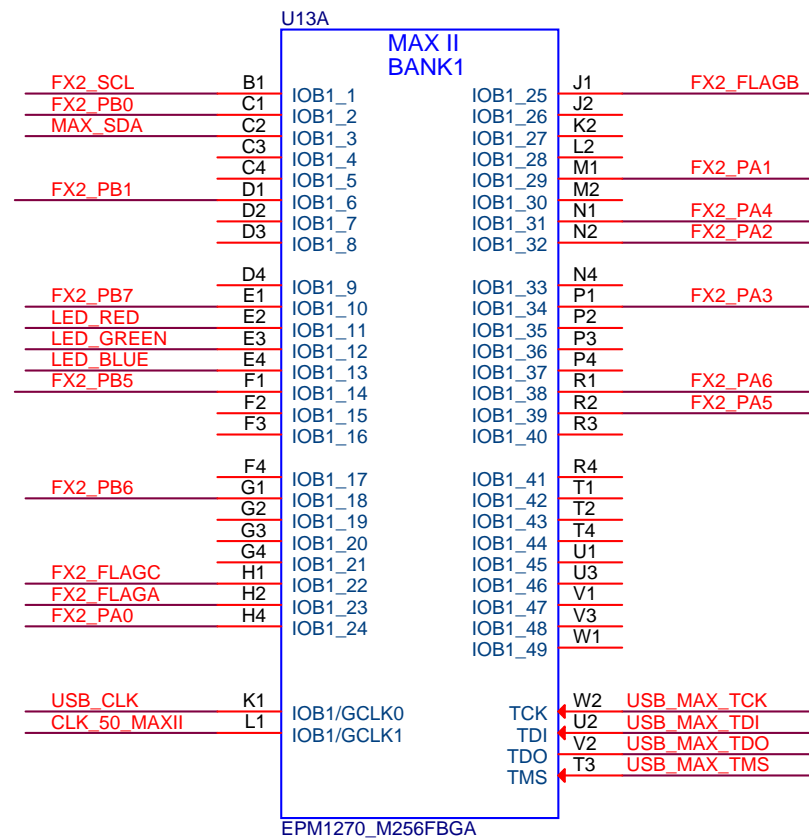 U13A
MAX II
BANK1
FX2_SCL B1 IOB1_1 IOB1_25 J1 FX2_FLAGB
FX2_PB0 C1 IOB1_2 IOB1_26 J2
MAX_SDA C2 IOB1_3 IOB1_27 K2
C3 IOB1_4 IOB1_28 L2
C4 IOB1_5 IOB1_29 M1 FX2_PA1
FX2_PB1 D1 IOB1_6 IOB1_30 M2
D2 IOB1_7 IOB1_31 N1 FX2_PA4
D3 IOB1_8 IOB1_32 N2 FX2_PA2
D4 IOB1_9 IOB1_33 N4
FX2_PB7 E1 IOB1_10 IOB1_34 P1 FX2_PA3
LED_RED E2 IOB1_11 IOB1_35 P2
LED_GREEN E3 IOB1_12 IOB1_36 P3
LED_BLUE E4 IOB1_13 IOB1_37 P4
FX2_PB5 F1 IOB1_14 IOB1_38 R1 FX2_PA6
F2 IOB1_15 IOB1_39 R2 FX2_PA5
F3 IOB1_16 IOB1_40 R3
F4 IOB1_17 IOB1_41 R4
FX2_PB6 G1 IOB1_18 IOB1_42 T1
G2 IOB1_19 IOB1_43 T2
G3 IOB1_20 IOB1_44 T4
G4 IOB1_21 IOB1_45 U1
FX2_FLAGC H1 IOB1_22 IOB1_46 U3
FX2_FLAGA H2 IOB1_23 IOB1_47 V1
FX2_PA0 H4 IOB1_24 IOB1_48 V3
IOB1_49 W1
USB_CLK K1 IOB1/GCLK0 TCK W2 USB_MAX_TCK
CLK_50_MAXII L1 IOB1/GCLK1 TDI U2 USB_MAX_TDI
TDO V2 USB_MAX_TDO
TMS T3 USB_MAX_TMS
EPM1270_M256FBGA